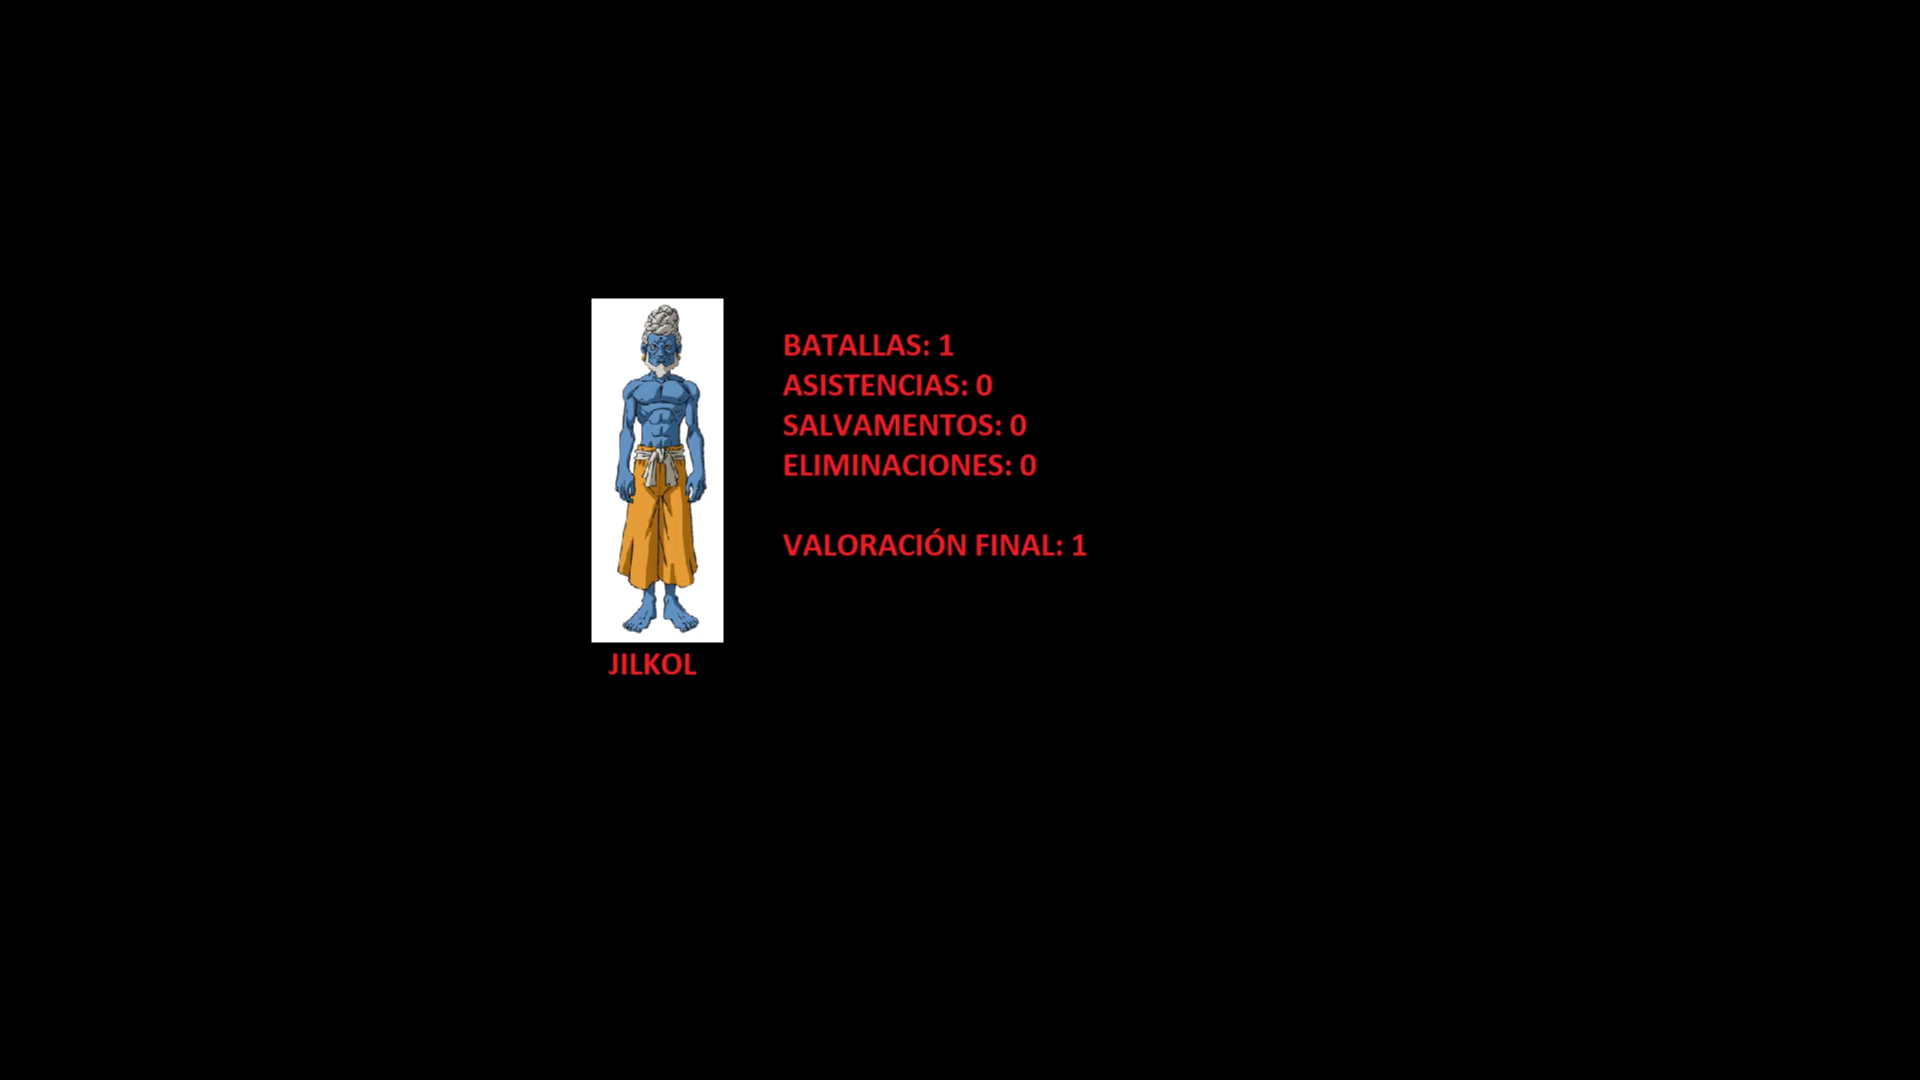 BATALLAS: 1
ASISTENCIAS: 0
SALVAMENTOS: 0
ELIMINACIONES: 0
VALORACIÓN FINAL: 1
JILKOL